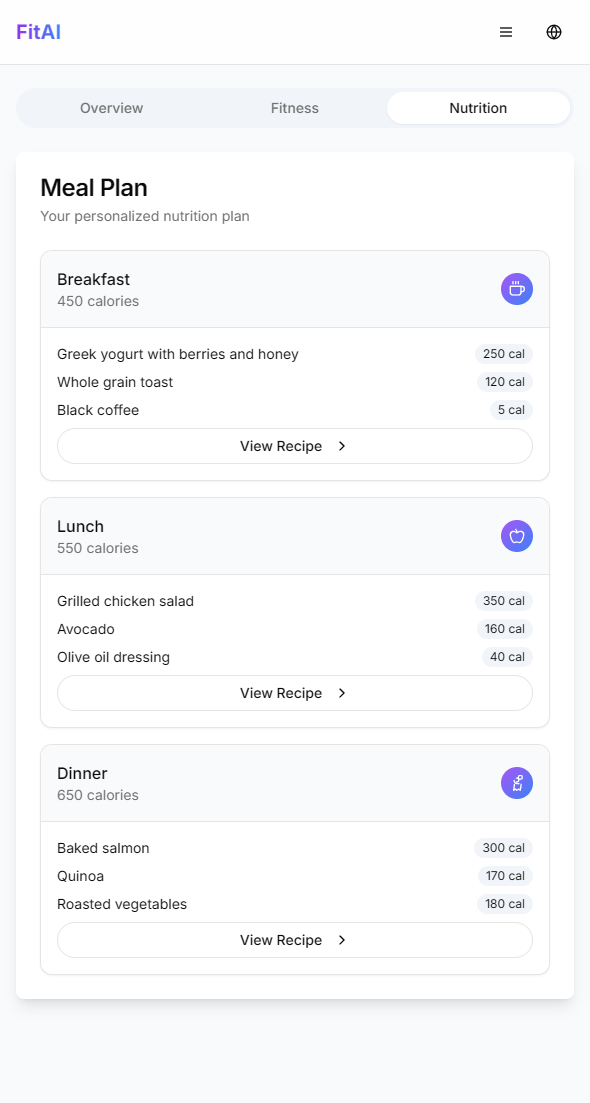 FitAI
Overview Fitness Nutrition
Meal Plan
Your personalized nutrition plan
Breakfast
450 calories
Greek yogurt with berries and honey 250 cal
Whole grain toast 120 cal
Black coffee 5 cal
View Recipe
Lunch
550 calories
Grilled chicken salad 350 cal
Avocado 160 cal
Olive oil dressing 40 cal
View Recipe
Dinner
650 calories
Baked salmon 300 cal
Quinoa 170 cal
Roasted vegetables 180 cal
View Recipe